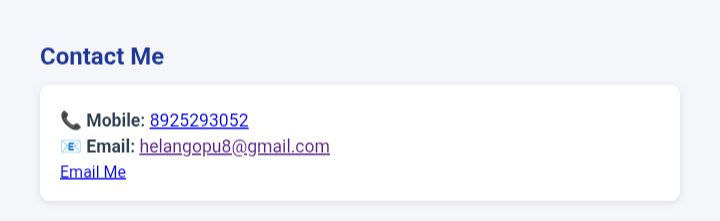 Contact Me
📞 Mobile: 8925293052
📧 Email: helangopu8@gmail.com
Email Me